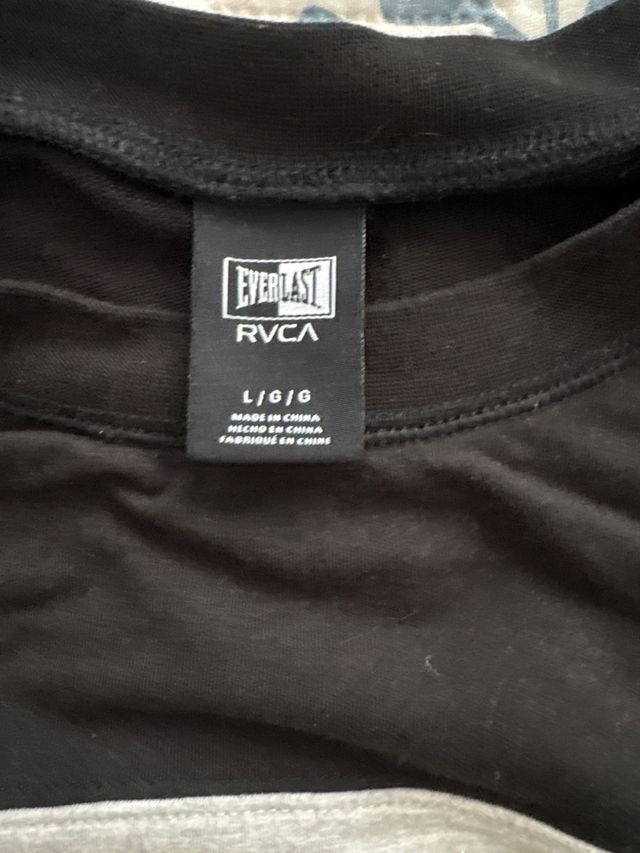 EVERLAST
RVCA
L/G/G
MADE IN CHINA
HECHO EN CHINA
FABRIQUÉ EN CHINE